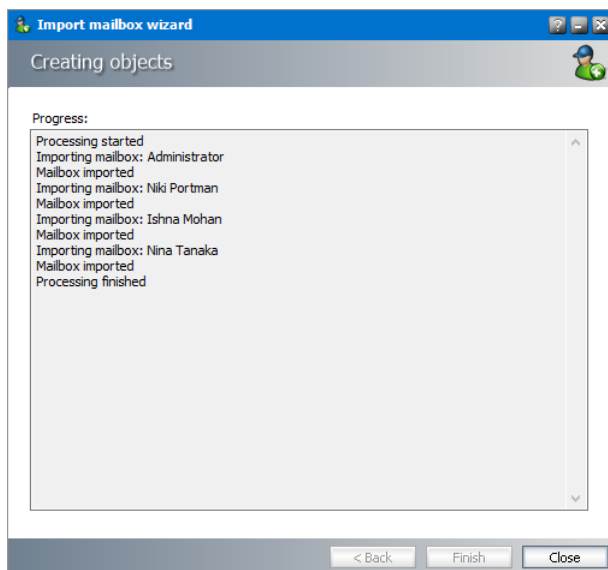 Import mailbox wizard
Creating objects
Progress:
Processing started
Importing mailbox: Administrator
Mailbox imported
Importing mailbox: Niki Portman
Mailbox imported
Importing mailbox: Ishna Mohan
Mailbox imported
Importing mailbox: Nina Tanaka
Mailbox imported
Processing finished
< Back Finish Close